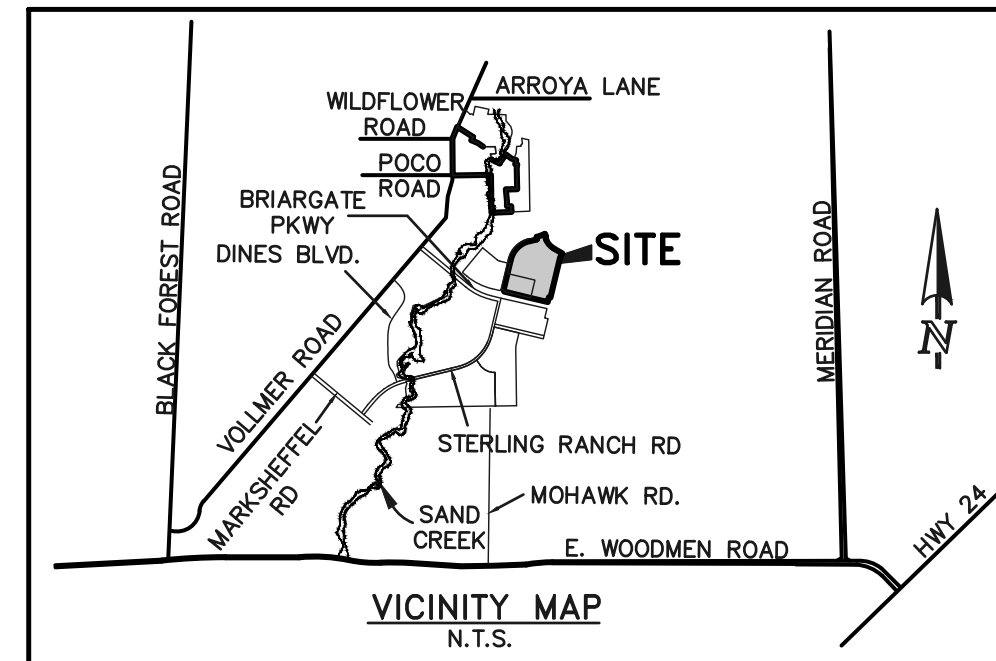 ARROYA LANE
WILDFLOWER
ROAD
POCO
ROAD
BRIARGATE
PKWY
DINES BLVD.
SITE
BLACK FOREST ROAD
MERIDIAN ROAD
N
VOLLMER ROAD
MARKSHEFFEL
RD
STERLING RANCH RD
MOHAWK RD.
SAND
CREEK
E. WOODMEN ROAD
HWY 24
VICINITY MAP
N.T.S.